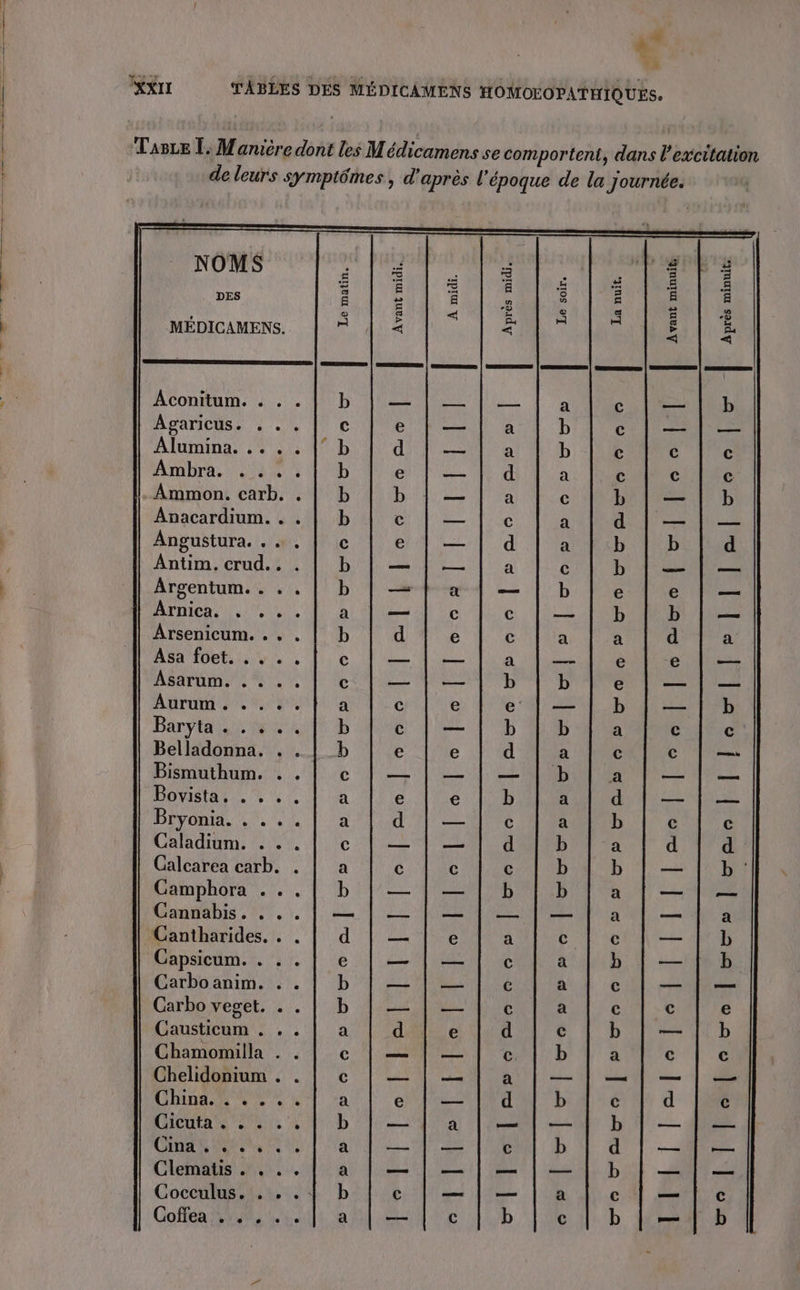 XXII TABLES DES MÉDICAMENS HOMOEOPATHIQUES.
TABLE I. Manière dont les Médicamens se comportent, dans l'excitation
de leurs symptômes, d'après l'époque de la journée.
NOMS DES MÉDICAMENS. Le matin. Avant midi. A midi. Après midi. Le soir. La nuit. Avant minuit. Après minuit.
Aconitum. . . . b — — — a c — b
Agaricus. . . . c e — a b c — —
Alumina. . . . . b d — a b c c c
Ambra. . . . . b e — d a c c c
Ammon. carb. . b b — a c b — b
Anacardium. . . b c — c a d — —
Angustura. . . . c e — d a b b d
Antim. crud. . . b — — a c b — —
Argentum. . . . b — a — b e e —
Arnica. . . . . a — c c — b b —
Arsenicum. . . . b d e c a a d a
Asa foet. . . . . c — — a — e e —
Asarum. . . . . c — — b b e — —
Aurum . . . . . a c e e — b — b
Baryta . . . . . b c — b b a c c
Belladonna. . . b e e d a c c —
Bismuthum. . . c — — — b a — —
Bovista. . . . . a e e b a d — —
Bryonia. . . . . a d — c a b c c
Caladium. . . . c — — d b a d d
Calcarea carb. . a c c c b b — b
Camphora . . . b — — b b a — —
Cannabis. . . . — — — — — a — a
Cantharides. . . d — e a c c — b
Capsicum. . . . e — — c a b — b
Carbo anim. . . b — — c a c — —
Carbo veget. . . b — — c a c c e
Causticum . . . a d e d c b — b
Chamomilla . . c — — c b a c c
Chelidonium . . c — — a — — — —
China. . . . . . a e — d b c d c
Cicuta . . . . . b — a — — b — —
Cina . . . . . . a — — c b d — —
Clematis . . . . a — — — — b — —
Cocculus. . . . b c — — a c — c
Coffea . . . . . a — c b c b — b